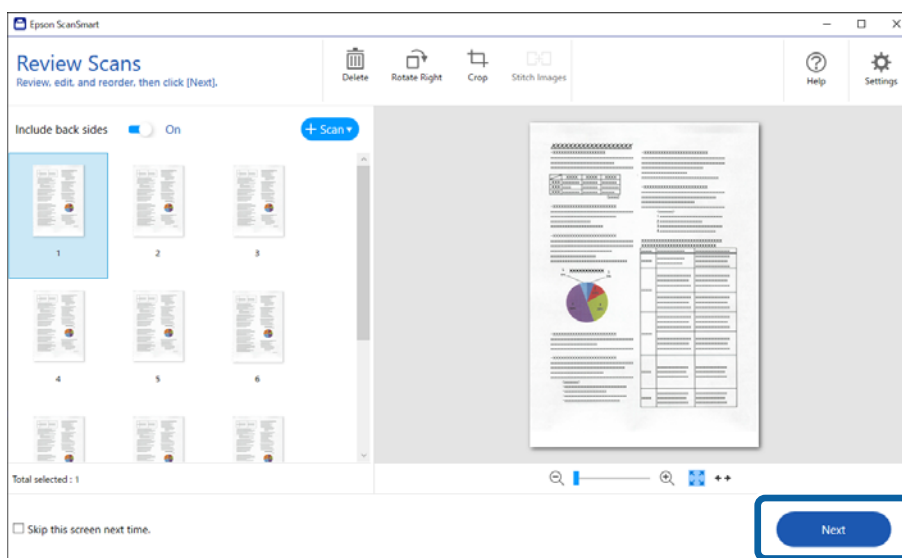 Epson ScanSmart
Review Scans
Review, edit, and reorder, then click [Next].
Delete
Rotate Right
Crop
Stitch Images
Help
Settings
Include back sides
On
+ Scan
1
2
3
4
5
6
Total selected : 1
Skip this screen next time.
Next